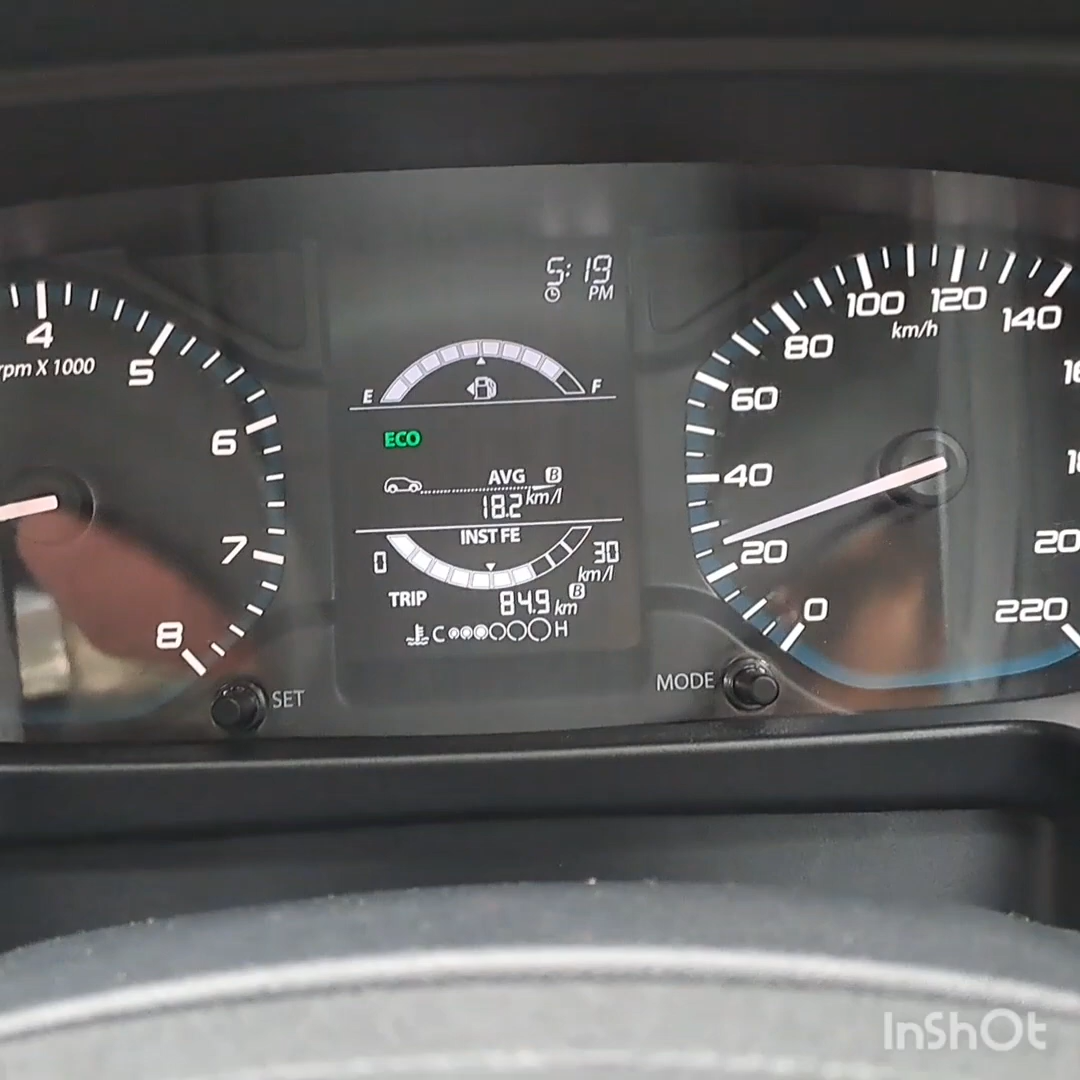 5:19
PM
4
rpm X 1000
5
6
7
8
E
F
ECO
AVG B
18.2 km/l
INST FE
0
30
km/l
TRIP
84.9 km B
C
H
SET
MODE
0
20
40
60
80
100
120
140
km/h
220
InShOt